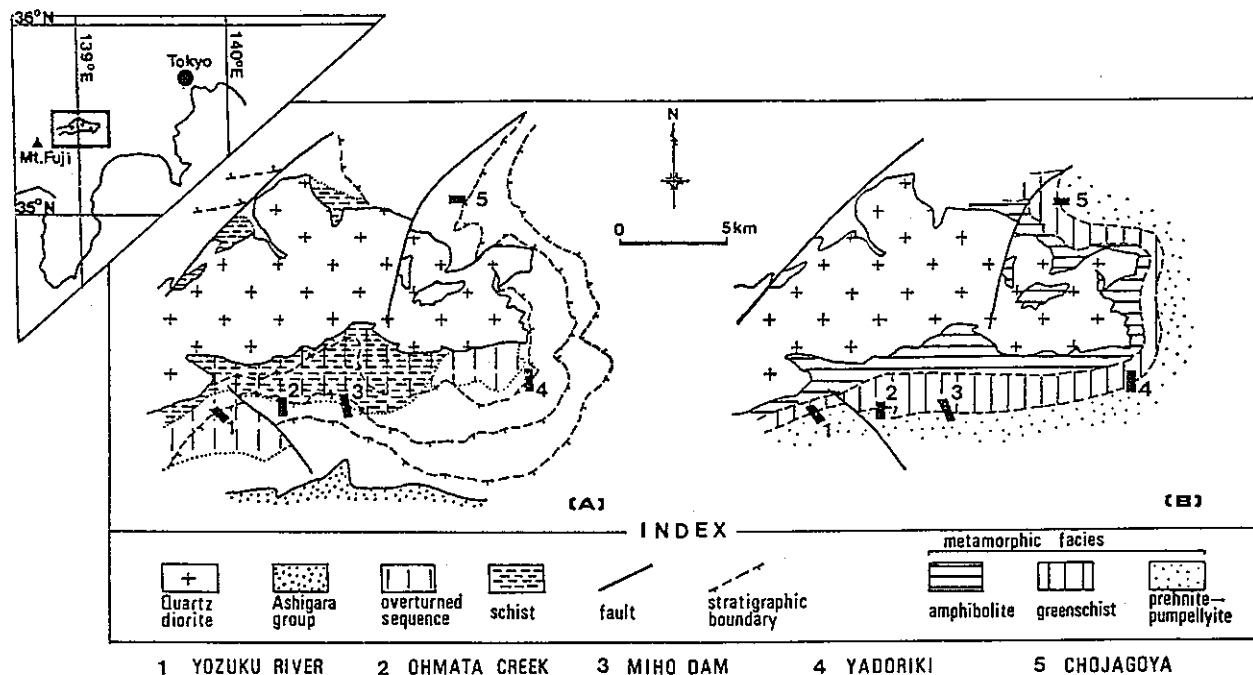 36°N
139°E
140°E
Tokyo
Mt.Fuji
35°N
N
0 5km
5
2
3
4
1
(A)
5
2
3
4
1
(B)
INDEX
metamorphic facies
Quartz diorite
Ashigara group
overturned sequence
schist
fault
stratigraphic boundary
amphibolite
greenschist
prehnite— pumpellyite
1 YOZUKU RIVER 2 OHMATA CREEK 3 MIHO DAM 4 YADORIKI 5 CHOJAGOYA